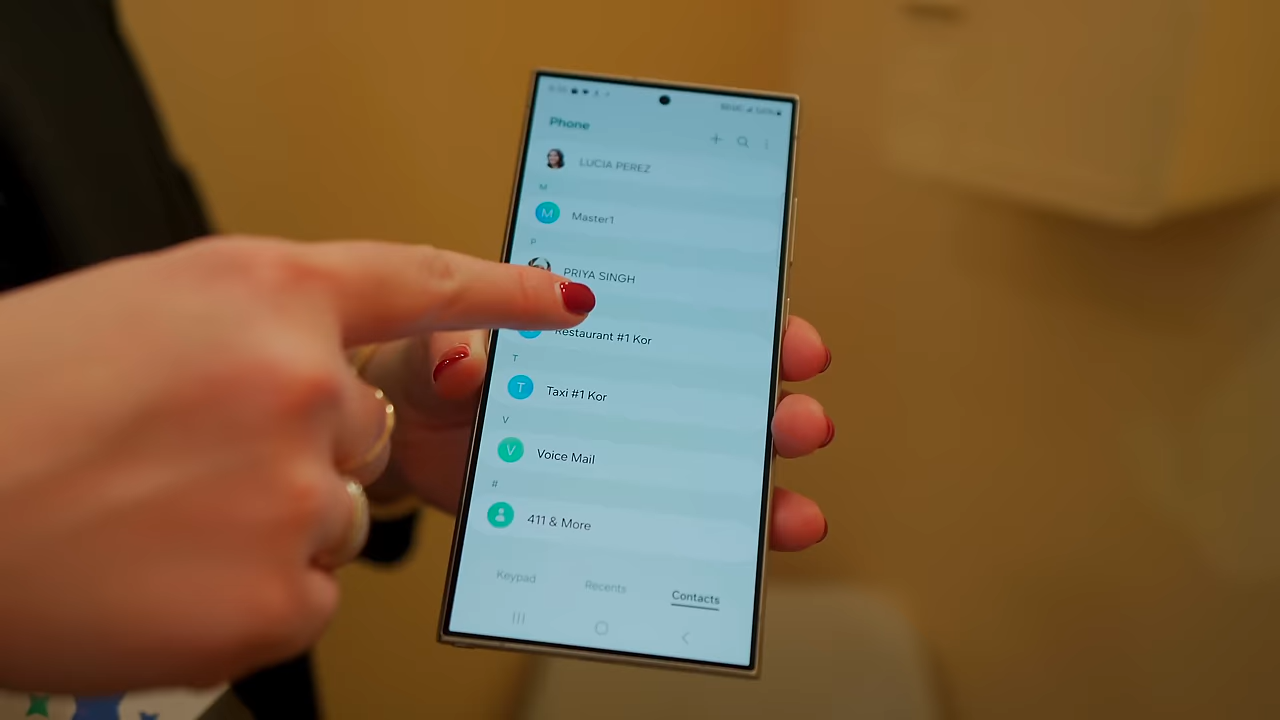 Phone
LUCIA PEREZ
M
M
Master1
P
PRIYA SINGH
Restaurant #1 Kor
T
T
Taxi #1 Kor
V
V
Voice Mail
#
411 & More
Keypad
Recents
Contacts